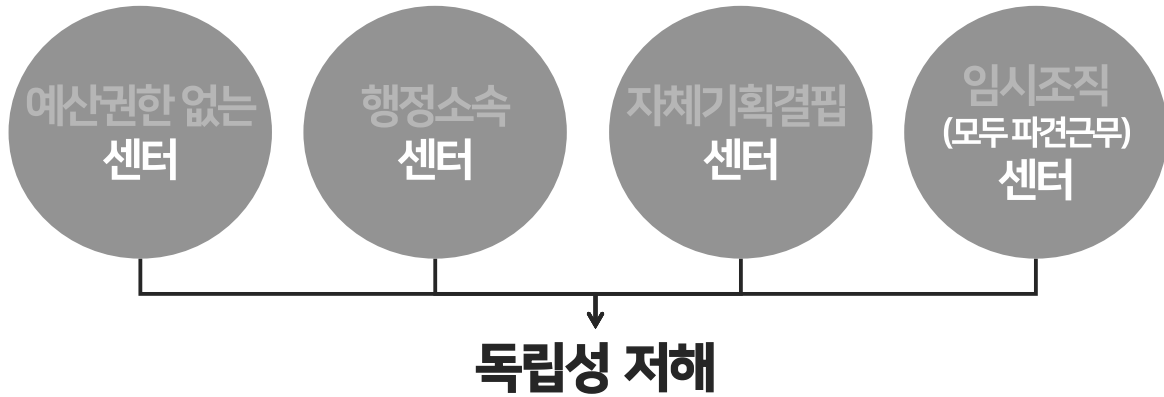 예산권한 없는
센터
행정소속
센터
자체기획결핍
센터
임시조직
(모두 파견근무)
센터
독립성 저해